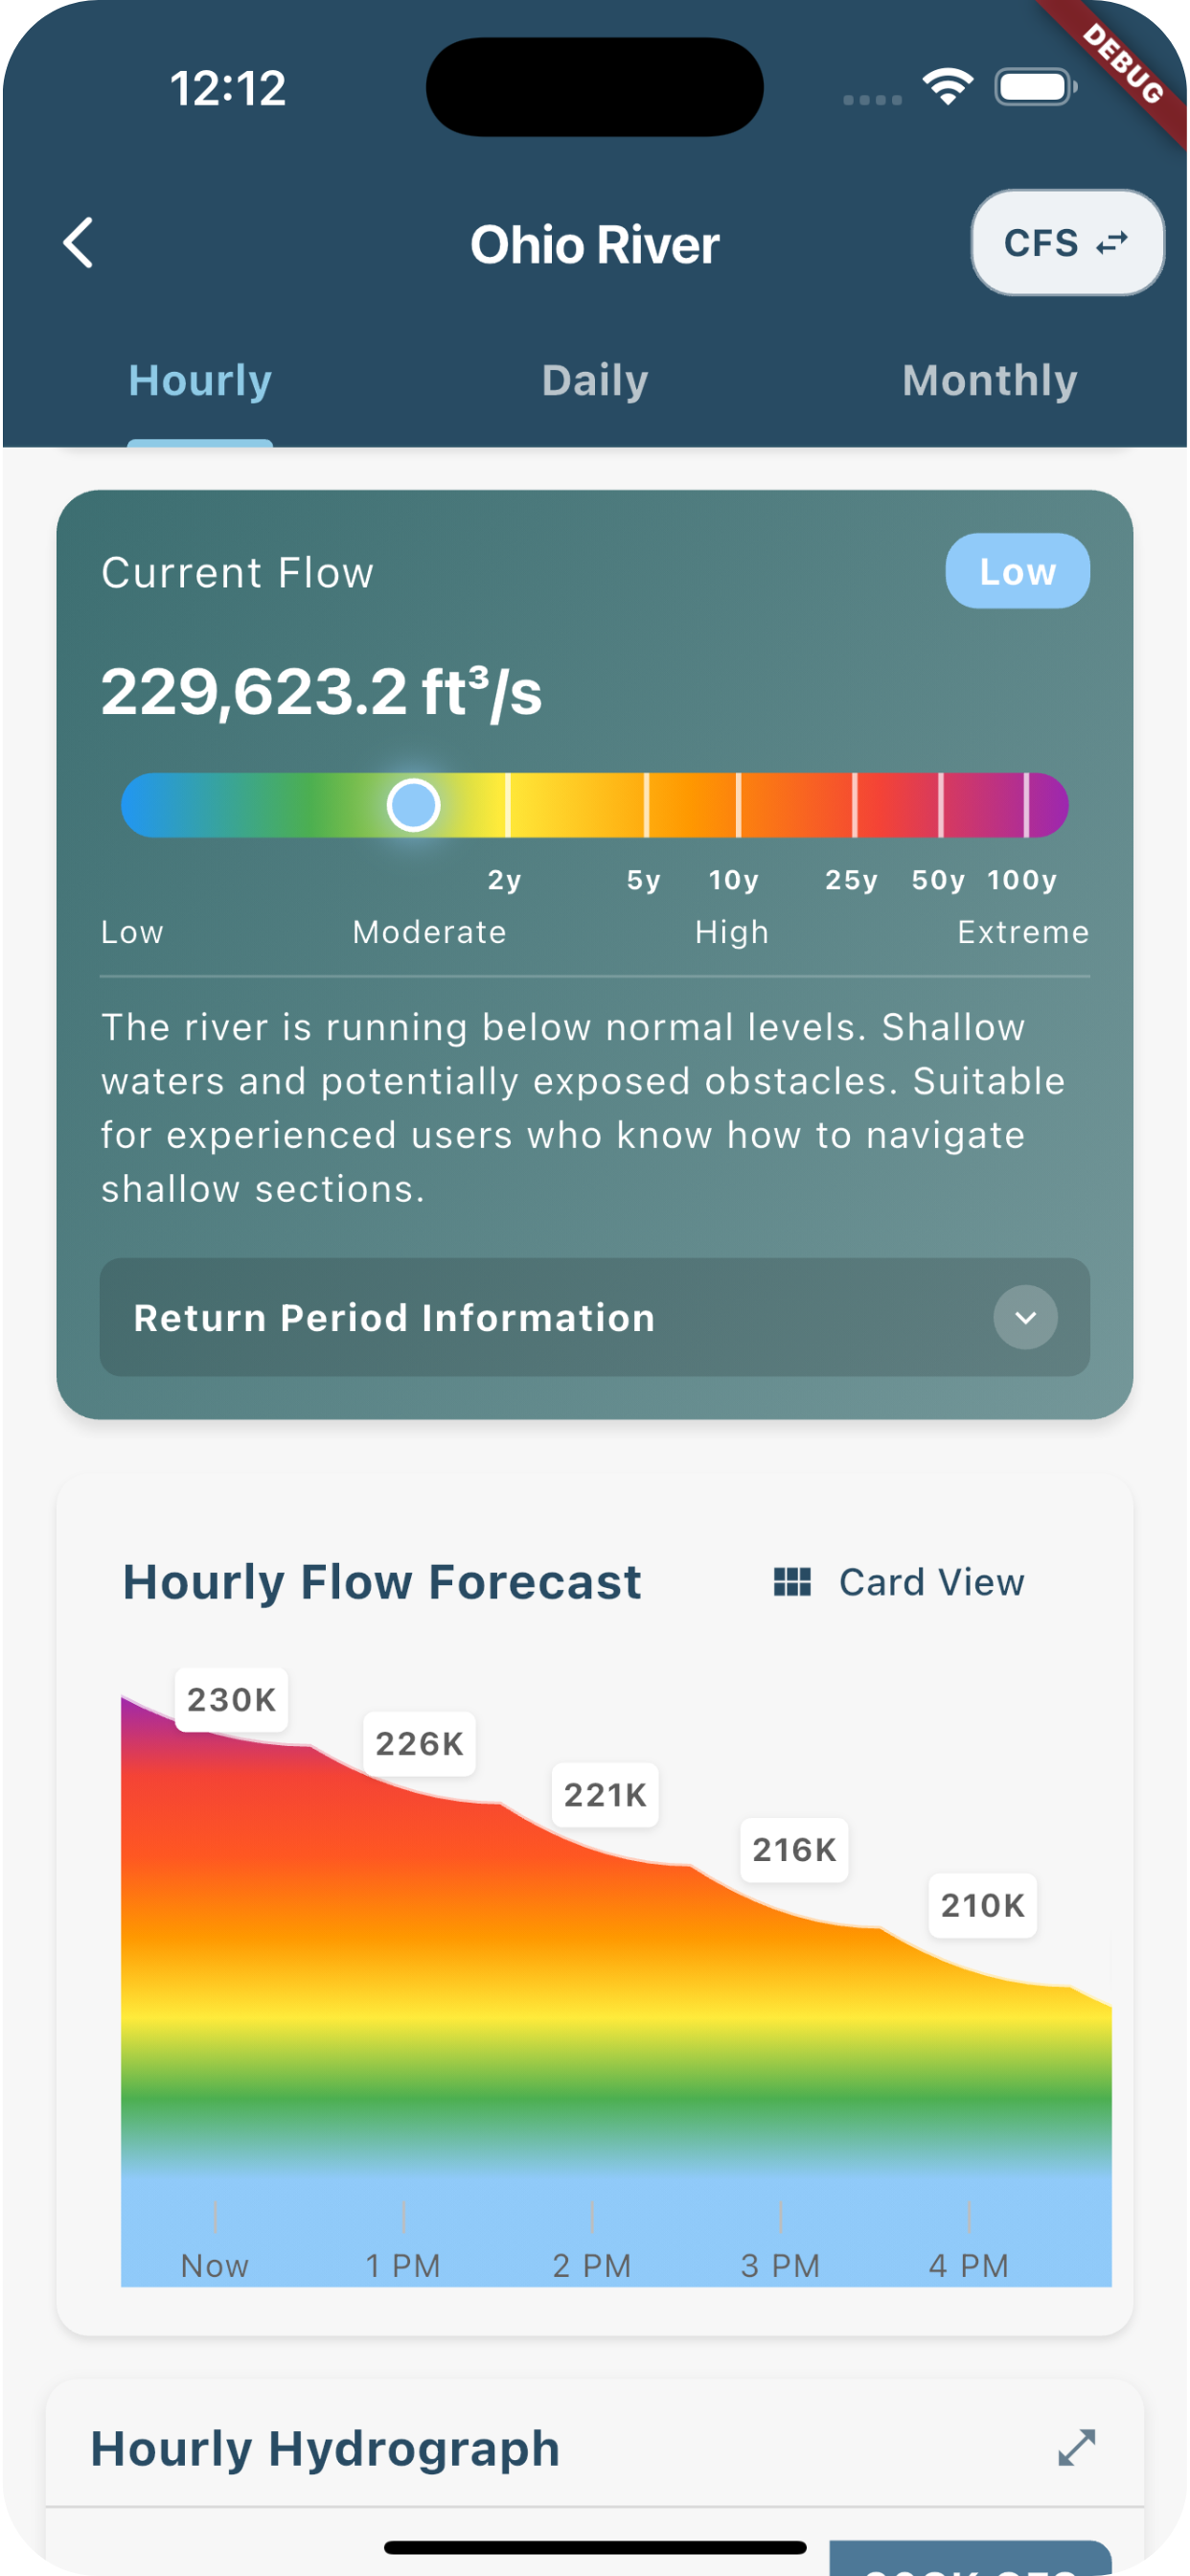 12:12
DEBUG
Ohio River
CFS
Hourly
Daily
Monthly
Current Flow
Low
229,623.2 ft³/s
2y 5y 10y 25y 50y 100y
Low Moderate High Extreme
The river is running below normal levels. Shallow
waters and potentially exposed obstacles. Suitable
for experienced users who know how to navigate
shallow sections.
Return Period Information
Hourly Flow Forecast
Card View
230K
226K
221K
216K
210K
Now 1 PM 2 PM 3 PM 4 PM
Hourly Hydrograph